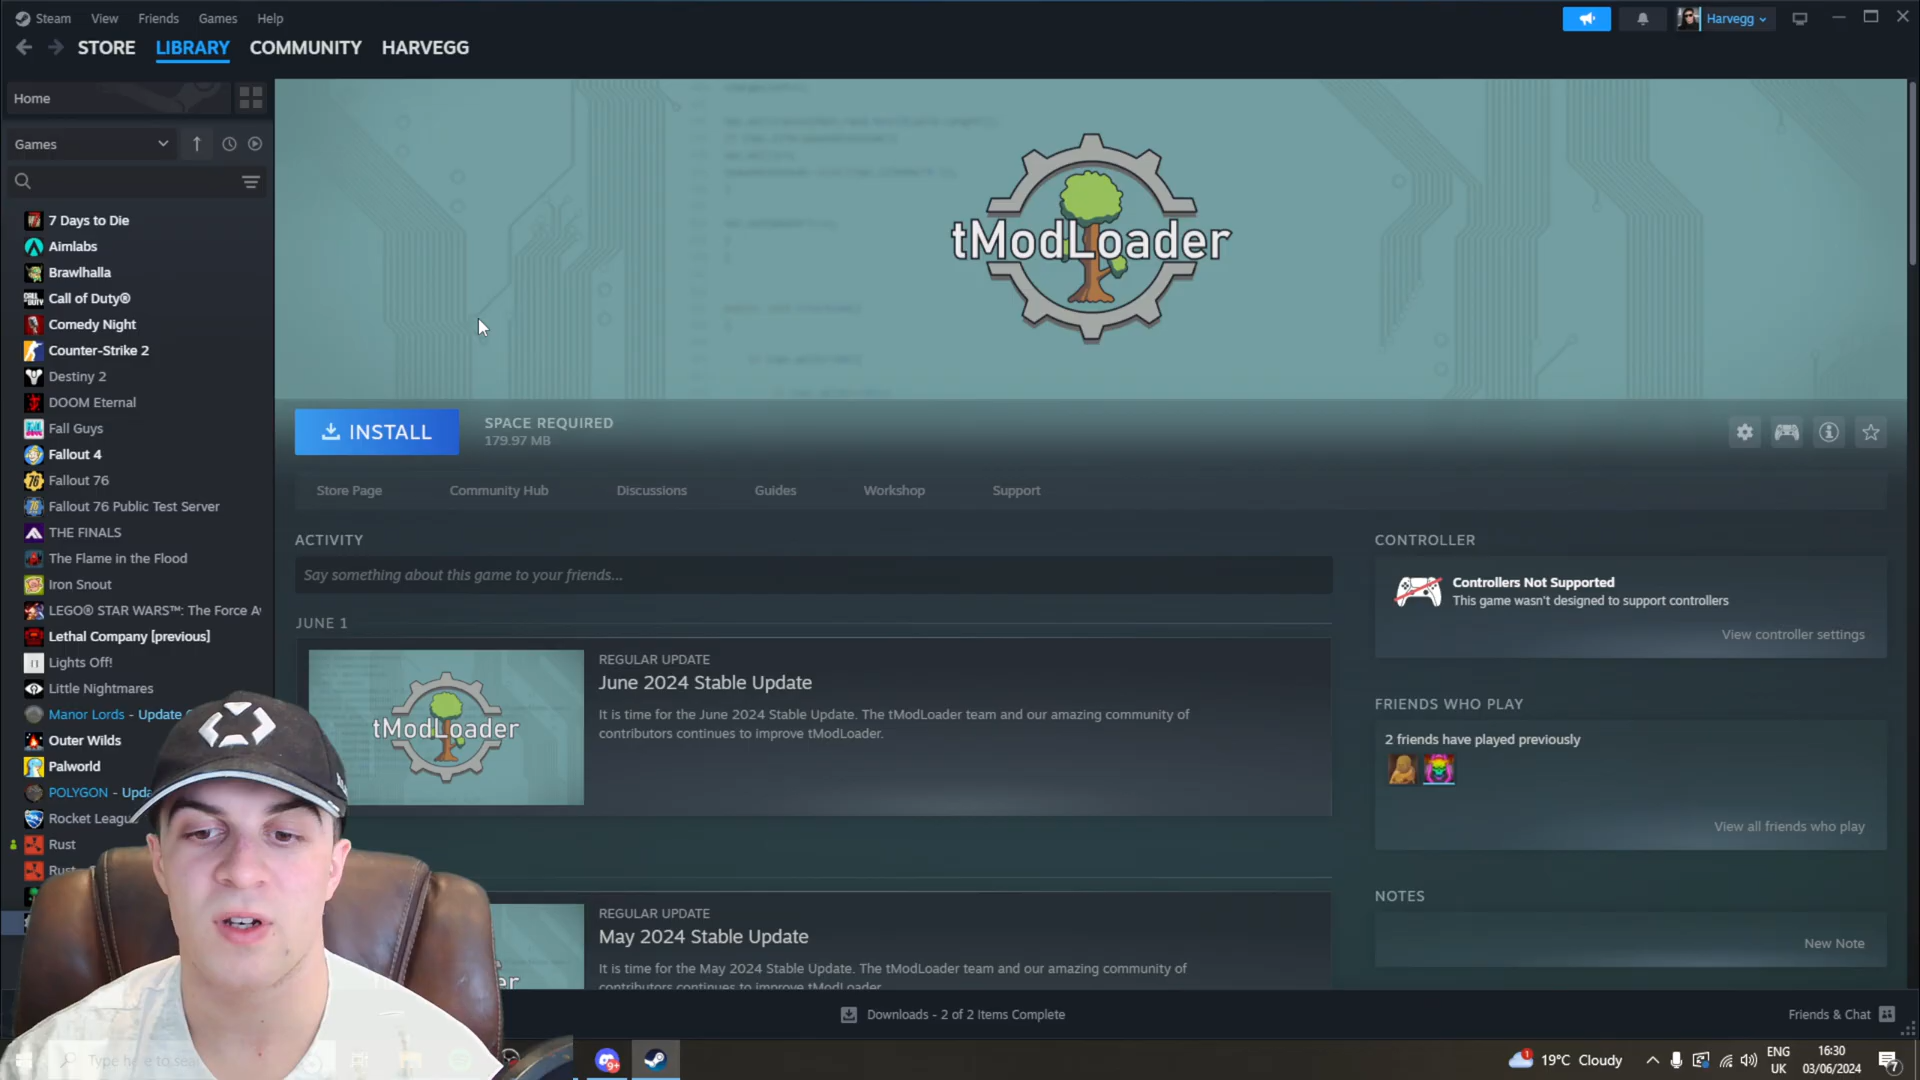 Steam View Friends Games Help
Harvegg
STORE LIBRARY COMMUNITY HARVEGG
Home
Games
7 Days to Die
Aimlabs
Brawlhalla
Call of Duty®
Comedy Night
Counter-Strike 2
Destiny 2
DOOM Eternal
Fall Guys
Fallout 4
Fallout 76
Fallout 76 Public Test Server
THE FINALS
The Flame in the Flood
Iron Snout
LEGO® STAR WARS™: The Force
Lethal Company [previous]
Lights Off!
Little Nightmares
Manor Lords - Update
Outer Wilds
Palworld
POLYGON -
Rocket
Rust
tModLoader
INSTALL
SPACE REQUIRED
179.97 MB
Store Page Community Hub Discussions Guides Workshop Support
ACTIVITY
Say something about this game to your friends...
JUNE 1
tModLoader
REGULAR UPDATE
June 2024 Stable Update
It is time for the June 2024 Stable Update. The tModLoader team and our amazing community of
contributors continues to improve tModLoader.
REGULAR UPDATE
May 2024 Stable Update
It is time for the May 2024 Stable Update. The tModLoader team and our amazing community of
contributors continues to improve tModLoader.
CONTROLLER
Controllers Not Supported
This game wasn't designed to support controllers
View controller settings
FRIENDS WHO PLAY
2 friends have played previously
View all friends who play
NOTES
New Note
Downloads - 2 of 2 Items Complete
Friends & Chat
Type here to
19°C Cloudy
ENG
UK
16:30
03/06/2024
7